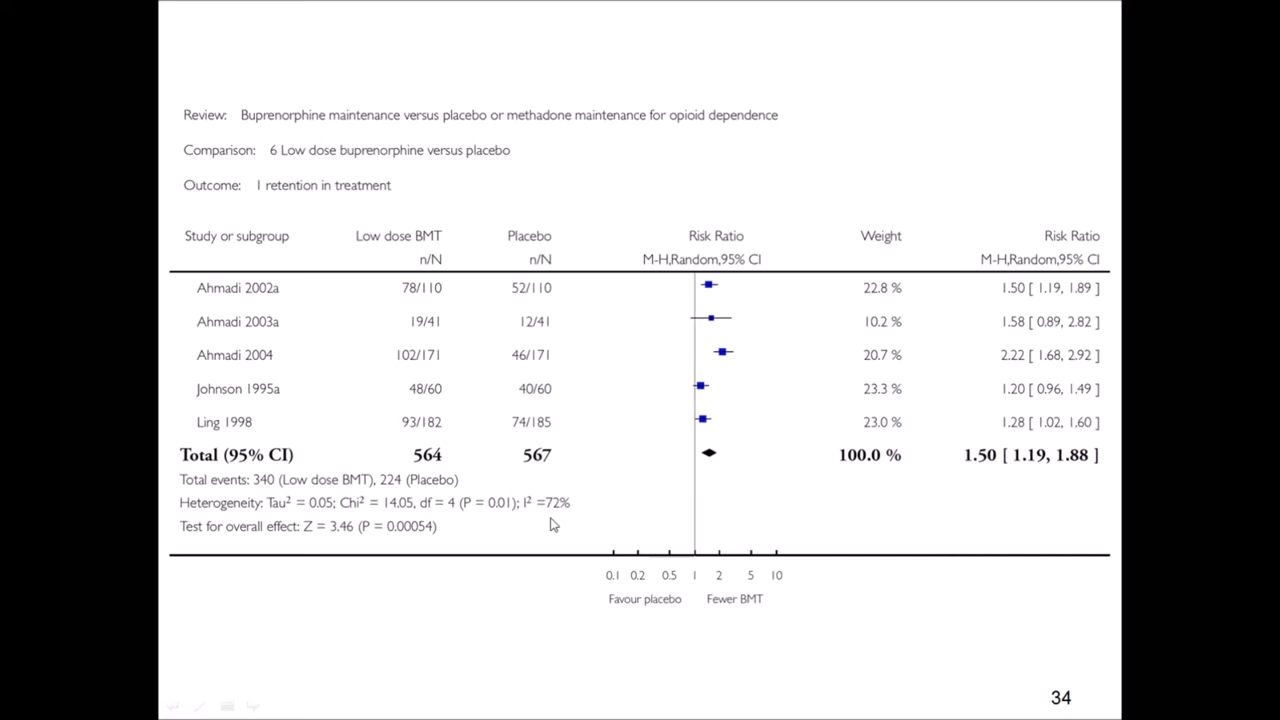 Review: Buprenorphine maintenance versus placebo or methadone maintenance for opioid dependence
Comparison: 6 Low dose buprenorphine versus placebo
Outcome: 1 retention in treatment
Study or subgroup Low dose BMT Placebo Risk Ratio Weight Risk Ratio
n/N n/N M-H,Random,95% CI M-H,Random,95% CI
Ahmadi 2002a 78/110 52/110 22.8 % 1.50 [ 1.19, 1.89 ]
Ahmadi 2003a 19/41 12/41 10.2 % 1.58 [ 0.89, 2.82 ]
Ahmadi 2004 102/171 46/171 20.7 % 2.22 [ 1.68, 2.92 ]
Johnson 1995a 48/60 40/60 23.3 % 1.20 [ 0.96, 1.49 ]
Ling 1998 93/182 74/185 23.0 % 1.28 [ 1.02, 1.60 ]
Total (95% CI) 564 567 100.0 % 1.50 [ 1.19, 1.88 ]
Total events: 340 (Low dose BMT), 224 (Placebo)
Heterogeneity: Tau² = 0.05; Chi² = 14.05, df = 4 (P = 0.01); I² =72%
Test for overall effect: Z = 3.46 (P = 0.00054)
0.1 0.2 0.5 1 2 5 10
Favour placebo Fewer BMT
34